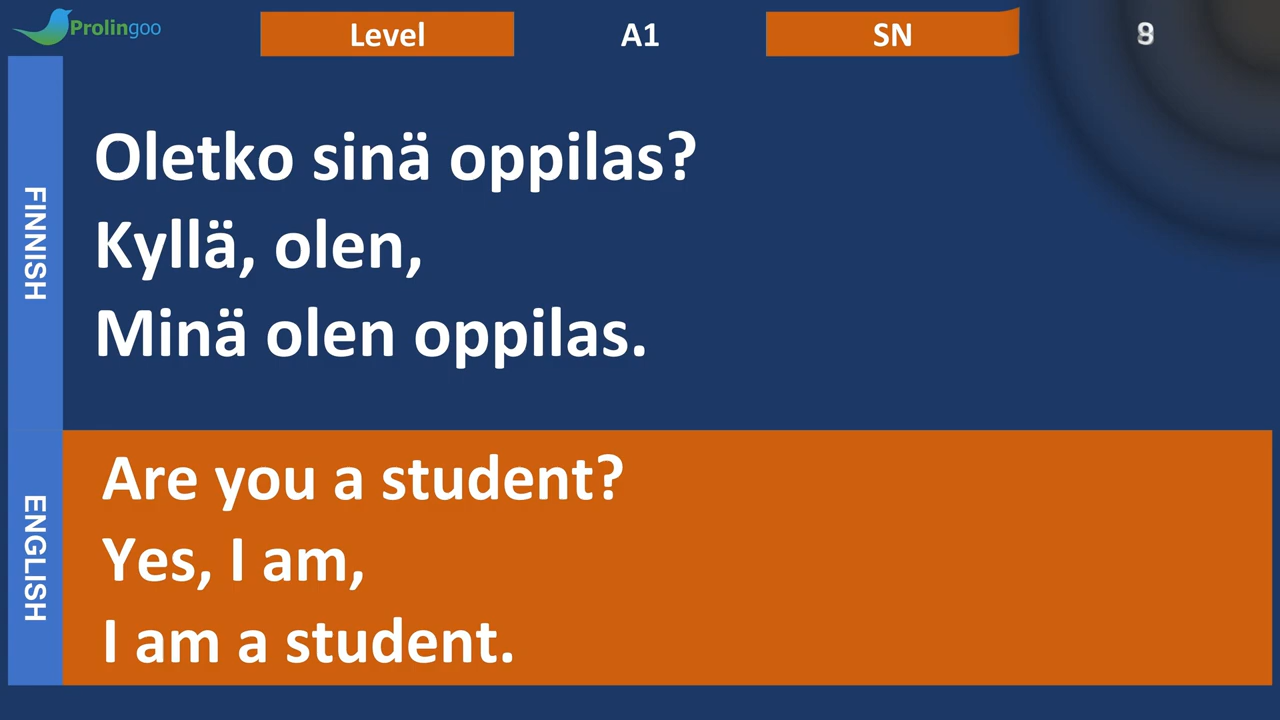 Prolingoo
Level
A1
SN
8
FINNISH
Oletko sinä oppilas?
Kyllä, olen,
Minä olen oppilas.
ENGLISH
Are you a student?
Yes, I am,
I am a student.